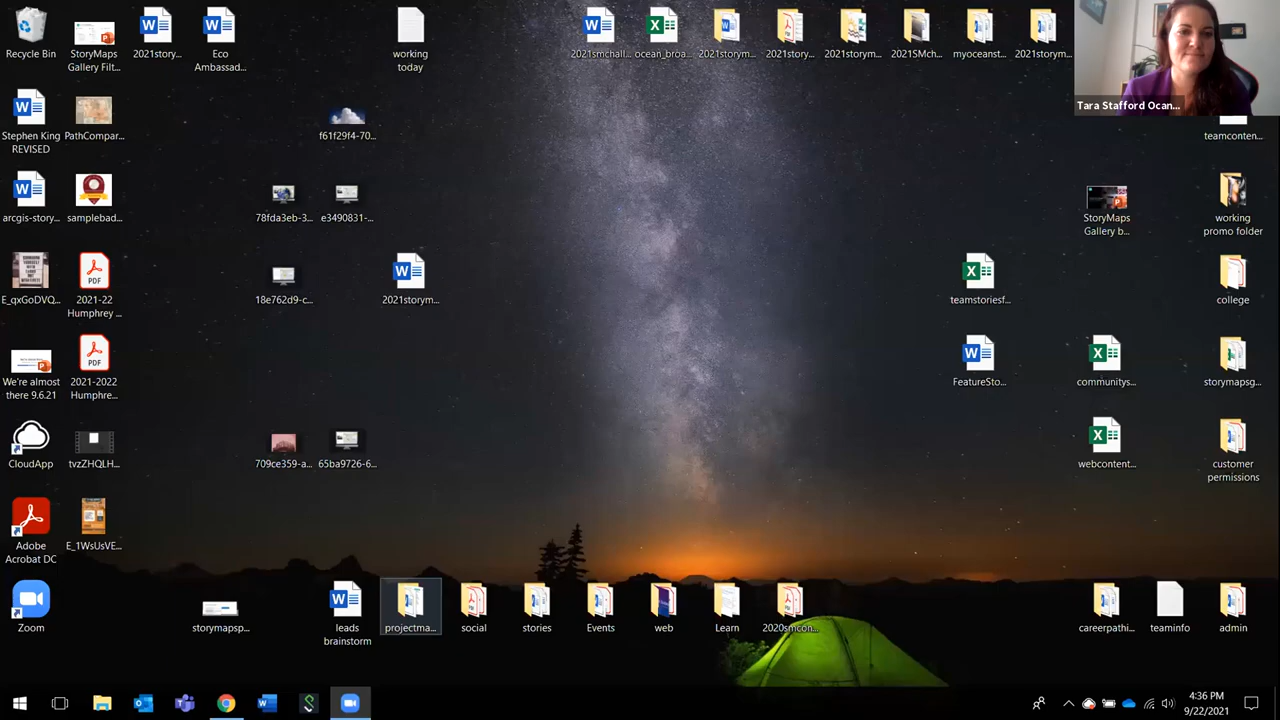 Recycle Bin
StoryMaps
Gallery Filt...
2021story...
Eco
Ambassad...
working
today
2021smchall...
ocean_broa...
2021storym...
2021story...
2021storym...
2021SMch...
myoceanst...
2021storym...
Tara Stafford Ocan...
Stephen King
REVISED
PathCompar...
f61f29f4-70...
teamconten...
arcgis-story...
samplebad...
78fda3eb-3...
e3490831-...
StoryMaps
Gallery b...
working
promo folder
E_qxGoDVQ...
PDF
2021-22
Humphrey ...
18e762d9-c...
2021storym...
teamstoriesf...
college
We're almost
there 9.6.21
PDF
2021-2022
Humphre...
FeatureSto...
communitys...
storymapsg...
CloudApp
tvzZHQLH...
709ce359-a...
65ba9726-6...
webcontent...
customer
permissions
Adobe
Acrobat DC
E_1WsUsVE...
Zoom
storymapsp...
leads
brainstorm
projectma...
social
stories
Events
web
Learn
2020smcon...
careerpathi...
teaminfo
admin
4:36 PM
9/22/2021